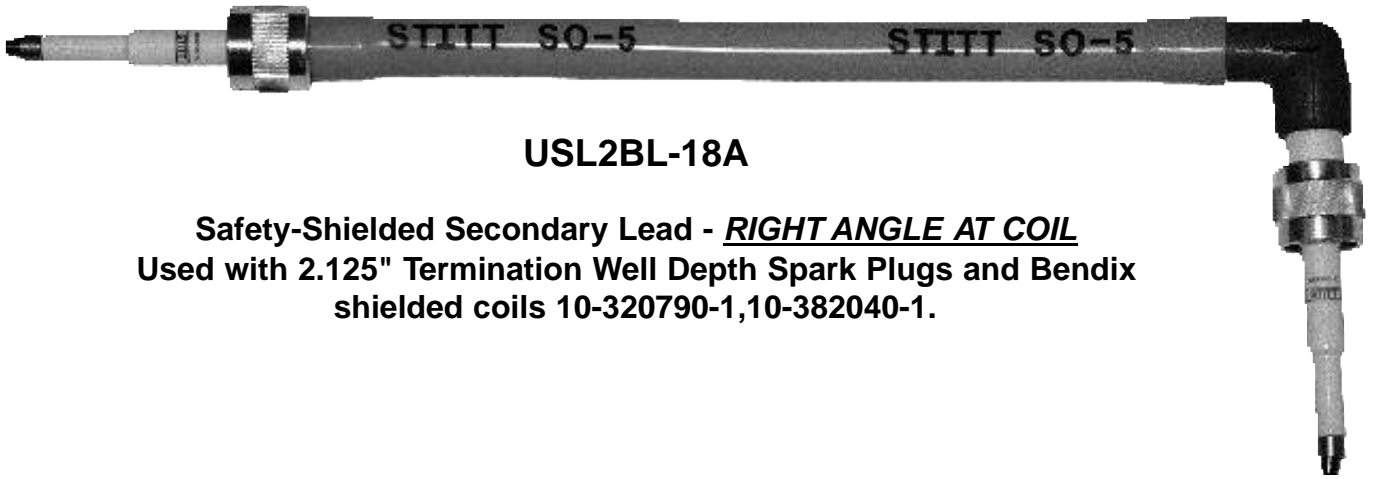 STITT SO-5 STITT SO-5
USL2BL-18A
Safety-Shielded Secondary Lead - RIGHT ANGLE AT COIL
Used with 2.125" Termination Well Depth Spark Plugs and Bendix
shielded coils 10-320790-1,10-382040-1.